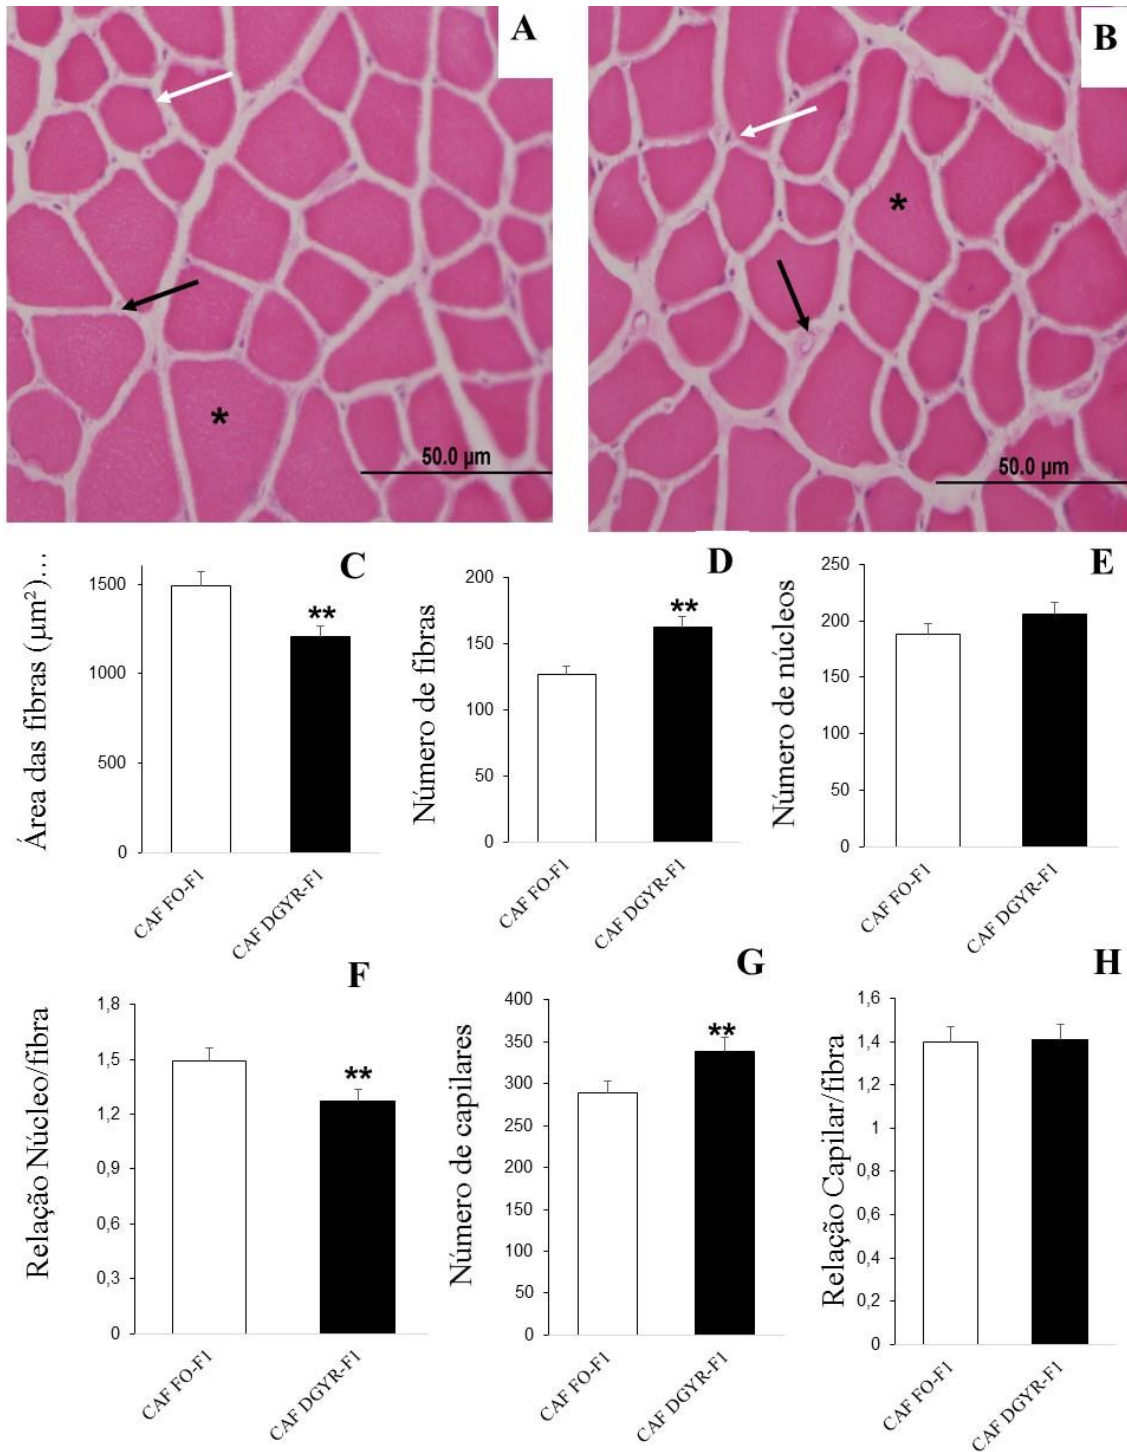 A
B
*
*
50.0 µm
50.0 µm
C
D
E
Área das fibras (µm²)...
1500
1000
500
0
**
CAF FO-F1
CAF DGYR-F1
Número de fibras
200
150
100
50
0
**
CAF FO-F1
CAF DGYR-F1
Número de núcleos
250
200
150
100
50
0
CAF FO-F1
CAF DGYR-F1
F
G
H
Relação Núcleo/fibra
1,8
1,5
1,2
0,9
0,6
0,3
0
**
CAF FO-F1
CAF DGYR-F1
Número de capilares
400
350
300
250
200
150
100
50
0
**
CAF FO-F1
CAF DGYR-F1
Relação Capilar/fibra
1,6
1,4
1,2
1
0,8
0,6
0,4
0,2
0
CAF FO-F1
CAF DGYR-F1